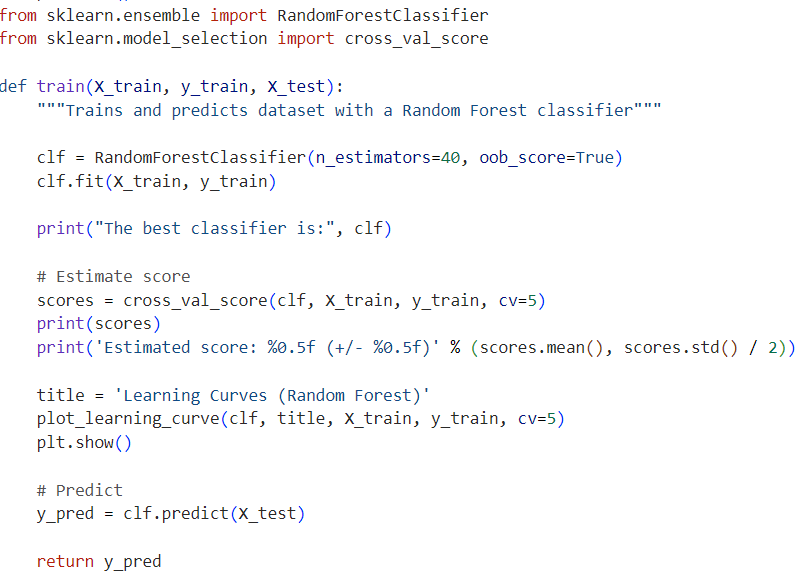 from sklearn.ensemble import RandomForestClassifier
from sklearn.model_selection import cross_val_score
def train(X_train, y_train, X_test):
"""Trains and predicts dataset with a Random Forest classifier"""
clf = RandomForestClassifier(n_estimators=40, oob_score=True)
clf.fit(X_train, y_train)
print("The best classifier is:", clf)
# Estimate score
scores = cross_val_score(clf, X_train, y_train, cv=5)
print(scores)
print('Estimated score: %0.5f (+/- %0.5f)' % (scores.mean(), scores.std() / 2))
title = 'Learning Curves (Random Forest)'
plot_learning_curve(clf, title, X_train, y_train, cv=5)
plt.show()
# Predict
y_pred = clf.predict(X_test)
return y_pred